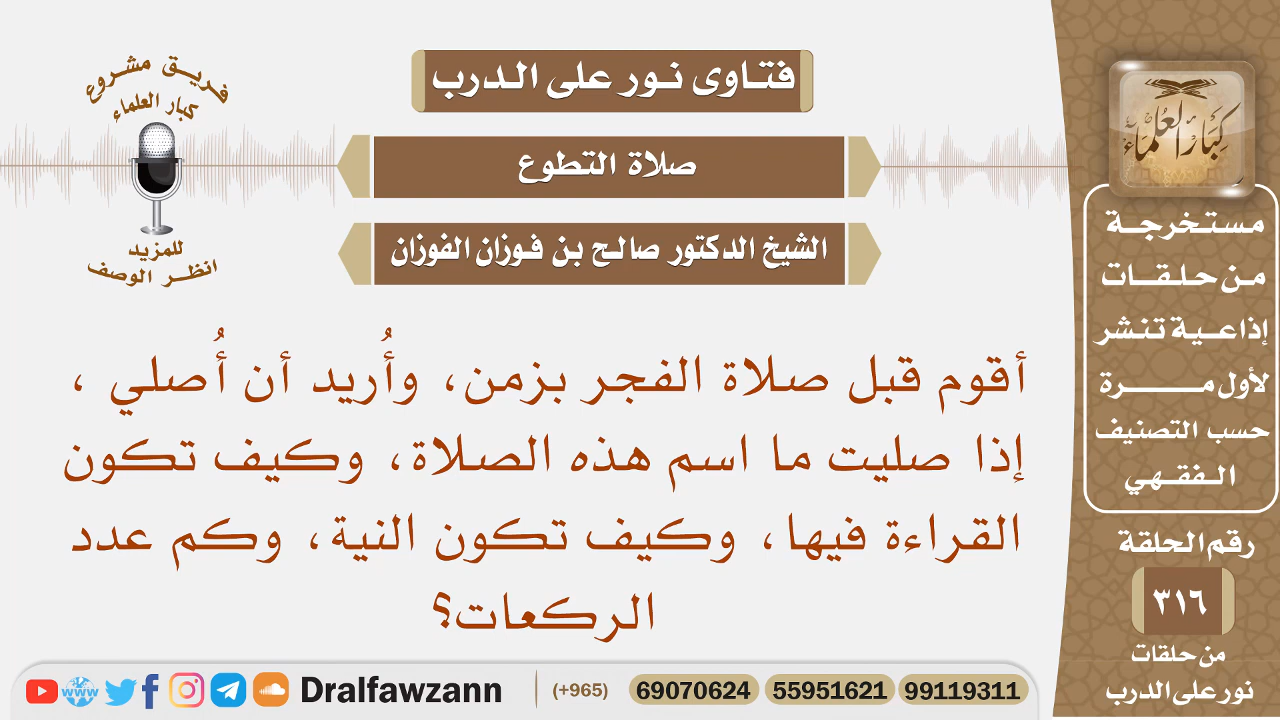 فتاوى نور على الدرب
صلاة التطوع
الشيخ الدكتور صالح بن فوزان الفوزان
فريق مشروع
كبار العلماء
للمزيد
انظر الوصف
أقوم قبل صلاة الفجر بزمن، وأُريد أن أُصلي ،
إذا صليت ما اسم هذه الصلاة، وكيف تكون
القراءة فيها، وكيف تكون النية، وكم عدد
الركعات؟
كبار العلماء
مستخرجة
من حلقات
إذاعية تنشر
لأول مرة
حسب التصنيف
الفقهي
رقم الحلقة
٣١٦
من حلقات
نور على الدرب
www
Dralfawzann
(+965)
69070624
55951621
99119311